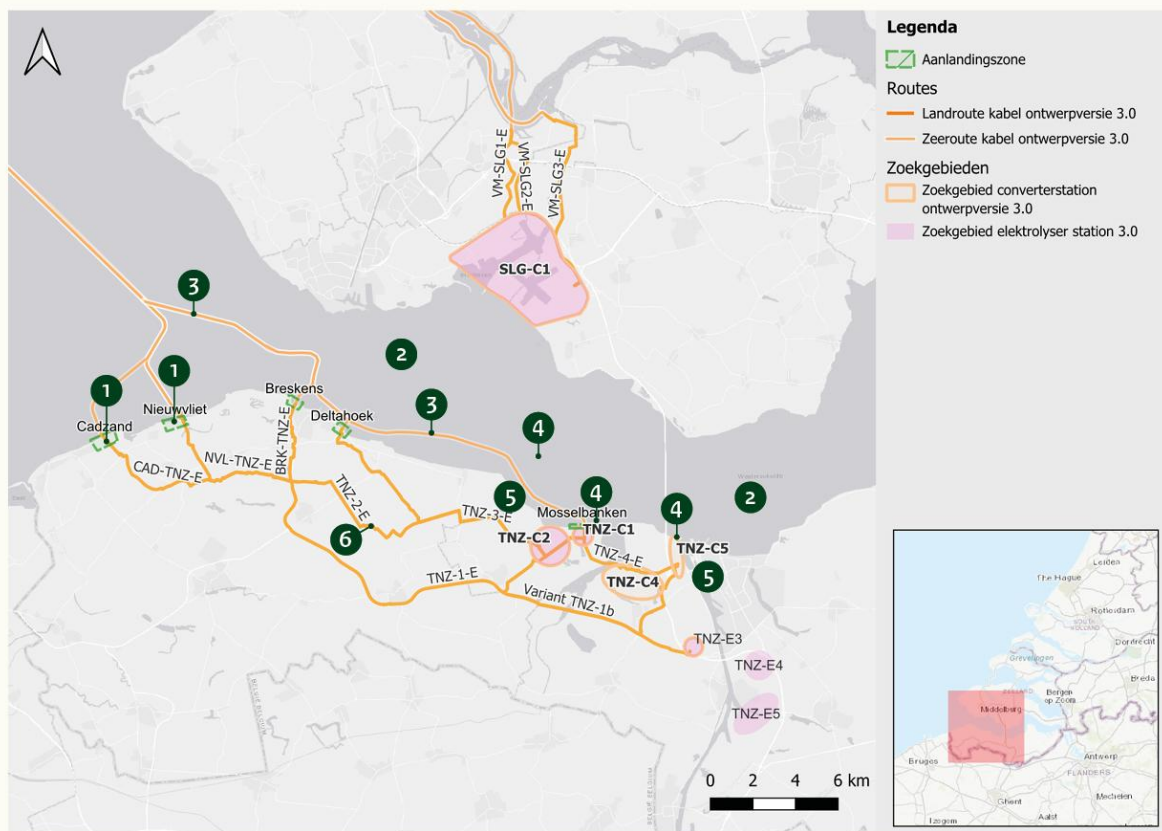 Legenda
Aanlandingszone
Routes
Landroute kabel ontwerpversie 3.0
Zeeroute kabel ontwerpversie 3.0
Zoekgebieden
Zoekgebied converterstation
ontwerpversie 3.0
Zoekgebied elektrolyser station 3.0
VM-SLG1-E
VM-SLG2-E
VM-SLG3-E
SLG-C1
3
2
1
1
Nieuwvliet
Cadzand
Breskens
Deltahoek
3
4
2
BRK-TNZ-E
NVL-TNZ-E
CAD-TNZ-E
TNZ-2-E
6
5
TNZ-3-E
Mosselbanken
4
4
TNZ-C1
TNZ-C2
TNZ-4-E
TNZ-C5
TNZ-C4
5
TNZ-1-E
Variant TNZ-1b
TNZ-E3
TNZ-E4
TNZ-E5
BELGIË BELGIUM
0 2 4 6 km
Leiden
The Hague
Rotterdam
Dordrecht
Grevelingen
Breda
Bergen
op Zoom
Middelburg
Antwerp
Bruges
FLANDERS
Mechelen
Ghent
Aalst
Izegem